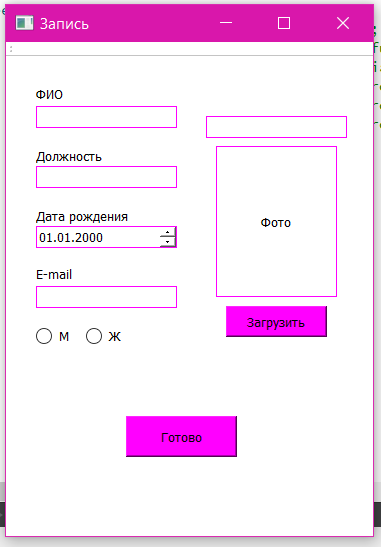 Запись
ФИО
Должность
Дата рождения
01.01.2000
Фото
E-mail
Загрузить
М Ж
Готово